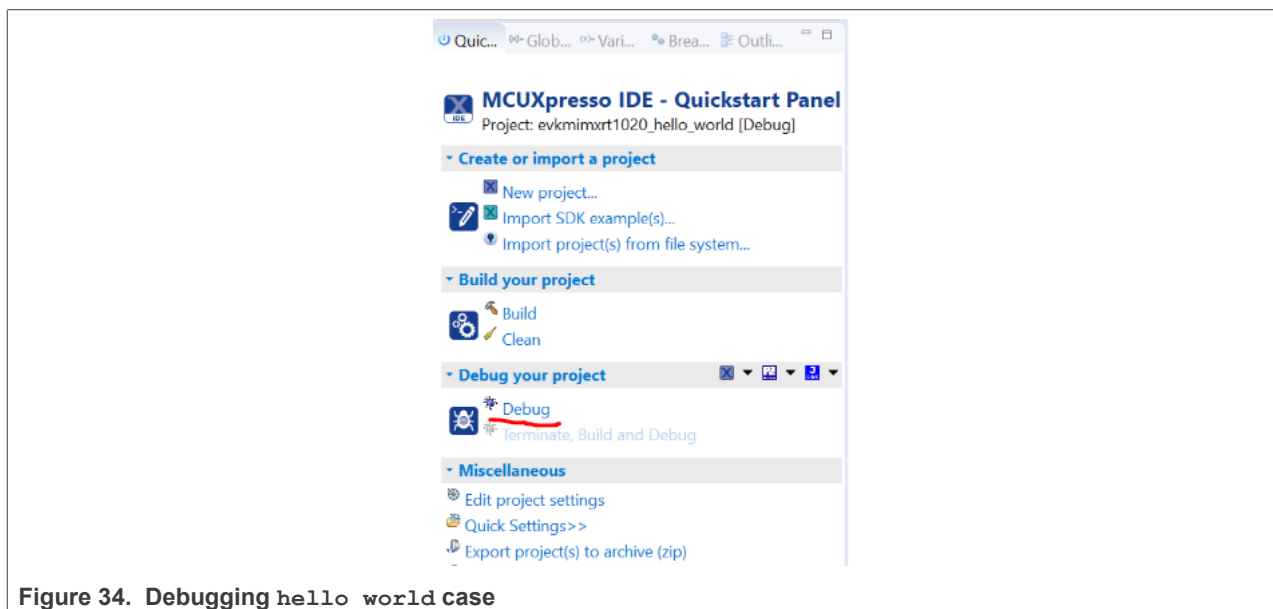 Quic... Glob... Vari... Brea... Outli...
MCUXpresso IDE - Quickstart Panel
IDE
Project: evkmimxrt1020_hello_world [Debug]
Create or import a project
New project...
Import SDK example(s)...
Import project(s) from file system...
Build your project
Build
Clean
Debug your project
Debug
Terminate, Build and Debug
Miscellaneous
Edit project settings
Quick Settings>>
Export project(s) to archive (zip)
Figure 34. Debugging hello world case